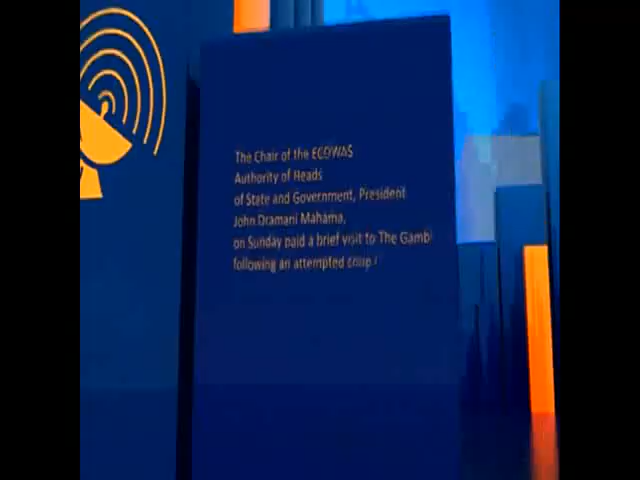 The Chair of the ECOWAS
Authority of Heads
of State and Government, President
John Dramani Mahama,
on Sunday paid a brief visit to The Gambi
following an attempted coup